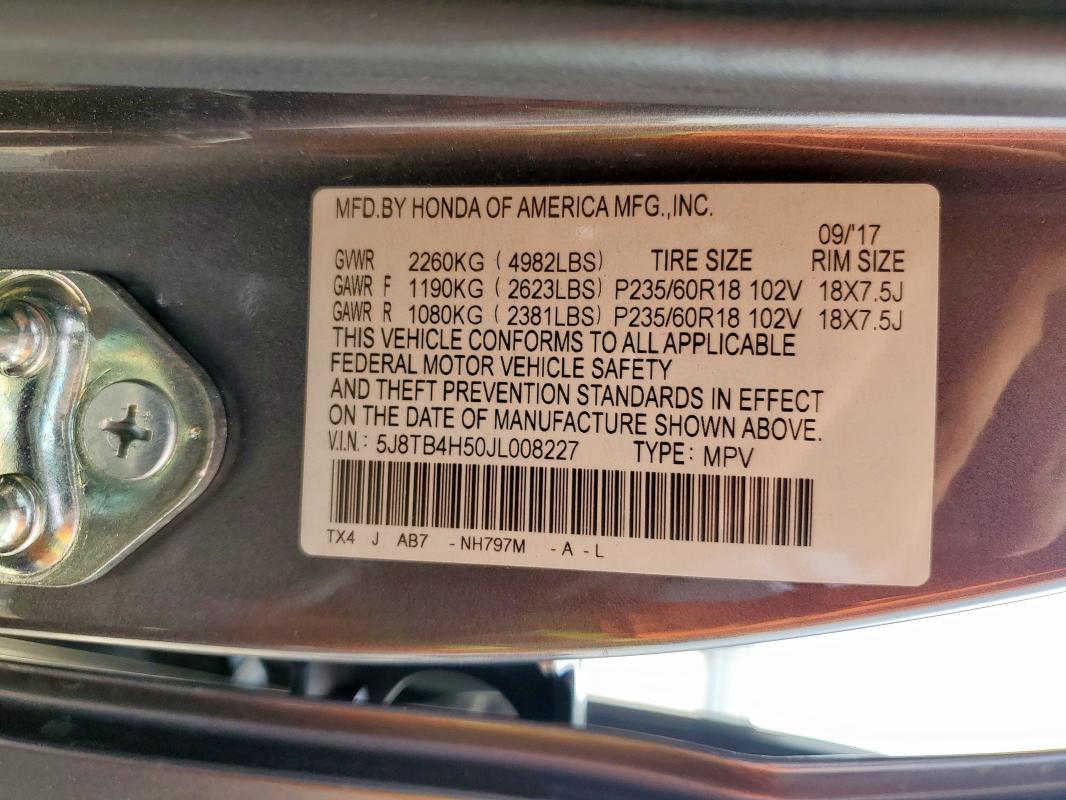 MFD.BY HONDA OF AMERICA MFG.,INC.
09/'17
GVWR 2260KG (4982LBS) TIRE SIZE RIM SIZE
GAWR F 1190KG (2623LBS) P235/60R18 102V 18X7.5J
GAWR R 1080KG (2381LBS) P235/60R18 102V 18X7.5J
THIS VEHICLE CONFORMS TO ALL APPLICABLE
FEDERAL MOTOR VEHICLE SAFETY
AND THEFT PREVENTION STANDARDS IN EFFECT
ON THE DATE OF MANUFACTURE SHOWN ABOVE.
V.I.N.: 5J8TB4H50JL008227 TYPE: MPV
TX4 J AB7 -NH797M -A -L